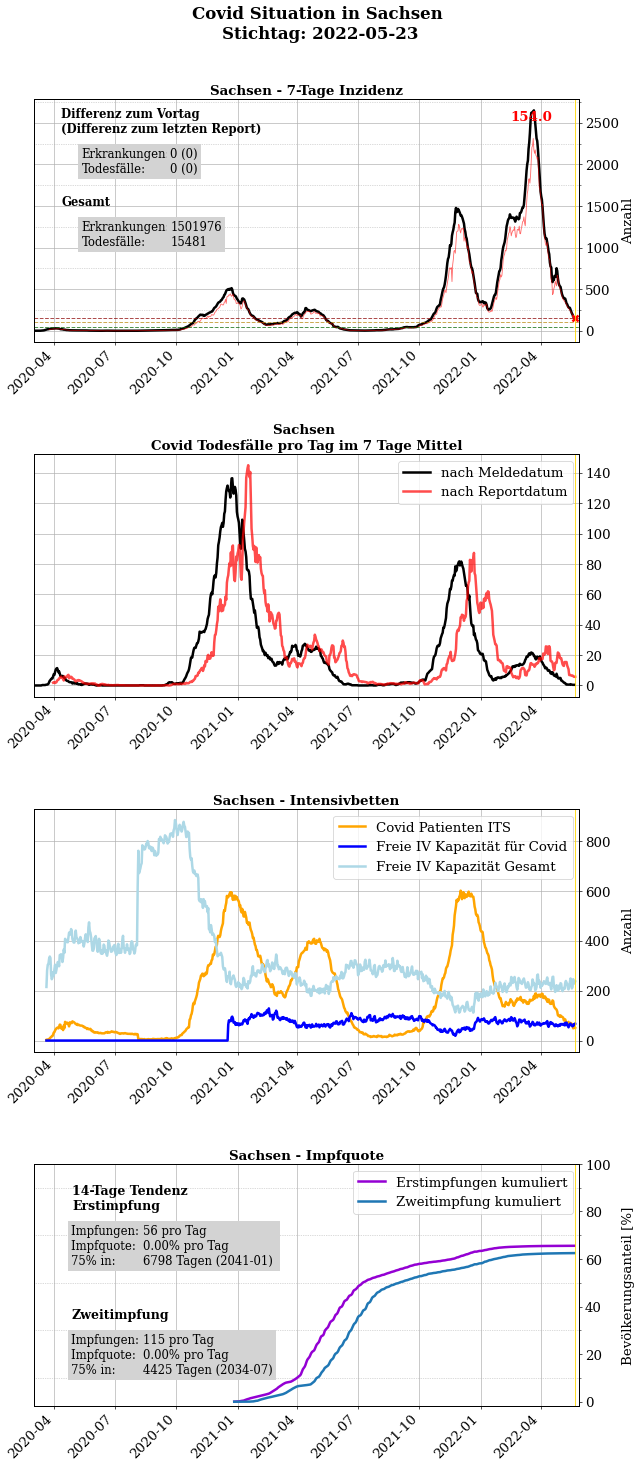 Covid Situation in Sachsen
Stichtag: 2022-05-23
Sachsen - 7-Tage Inzidenz
Differenz zum Vortag
(Differenz zum letzten Report)
Erkrankungen 0 (0)
Todesfälle: 0 (0)
Gesamt
Erkrankungen 1501976
Todesfälle: 15481
154.0
2500
2000
1500
1000
500
0
Anzahl
2020-04
2020-07
2020-10
2021-01
2021-04
2021-07
2021-10
2022-01
2022-04
Sachsen
Covid Todesfälle pro Tag im 7 Tage Mittel
nach Meldedatum
nach Reportdatum
140
120
100
80
60
40
20
0
2020-04
2020-07
2020-10
2021-01
2021-04
2021-07
2021-10
2022-01
2022-04
Sachsen - Intensivbetten
Covid Patienten ITS
Freie IV Kapazität für Covid
Freie IV Kapazität Gesamt
800
600
400
200
0
Anzahl
2020-04
2020-07
2020-10
2021-01
2021-04
2021-07
2021-10
2022-01
2022-04
Sachsen - Impfquote
14-Tage Tendenz
Erstimpfung
Impfungen: 56 pro Tag
Impfquote: 0.00% pro Tag
75% in: 6798 Tagen (2041-01)
Zweitimpfung
Impfungen: 115 pro Tag
Impfquote: 0.00% pro Tag
75% in: 4425 Tagen (2034-07)
Erstimpfungen kumuliert
Zweitimpfung kumuliert
100
80
60
40
20
0
Bevölkerungsanteil [%]
2020-04
2020-07
2020-10
2021-01
2021-04
2021-07
2021-10
2022-01
2022-04